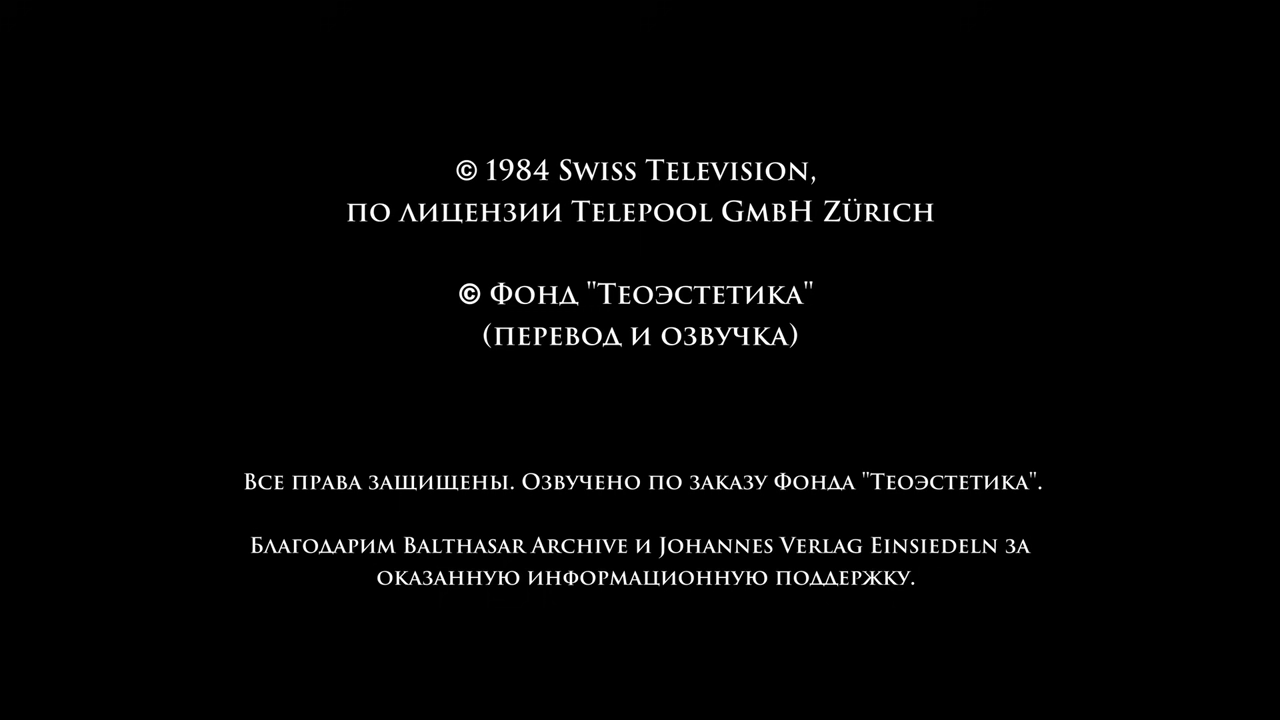 © 1984 Swiss Television,
по лицензии Telepool GmbH Zürich
© Фонд "Теоэстетика"
(перевод и озвучка)
Все права защищены. Озвучено по заказу Фонда "Теоэстетика".
Благодарим Balthasar Archive и Johannes Verlag Einsiedeln за
оказанную информационную поддержку.